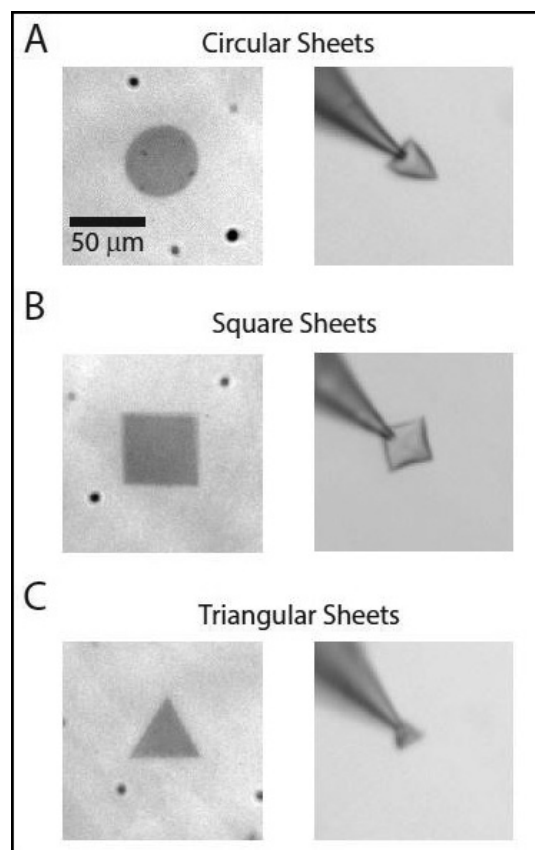 A
Circular Sheets
50 μm
B
Square Sheets
C
Triangular Sheets